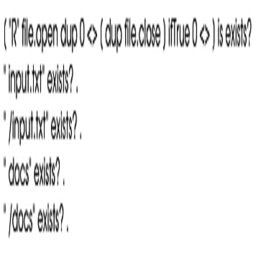 ( 'R' file.open dup 0 <> ( dup file.close ) IfTrue 0 <> ) is exists?
" input.txt" exists? .
" /input.txt" exists? .
" docs" exists? .
" /docs" exists? .